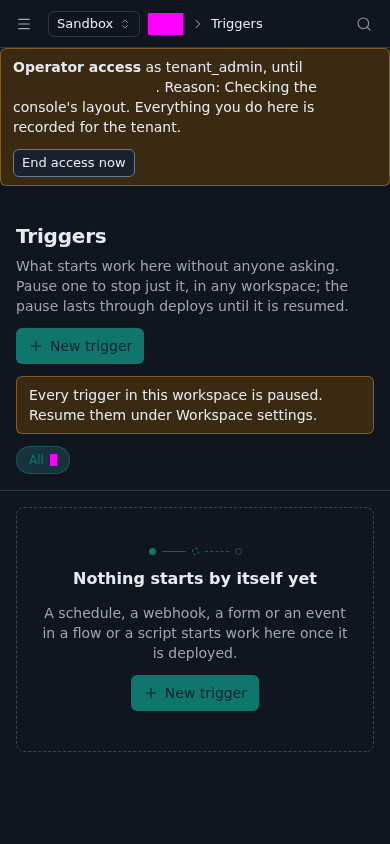 Sandbox
Triggers
Operator access as tenant_admin, until
. Reason: Checking the
console's layout. Everything you do here is
recorded for the tenant.
End access now
Triggers
What starts work here without anyone asking.
Pause one to stop just it, in any workspace; the
pause lasts through deploys until it is resumed.
New trigger
Every trigger in this workspace is paused.
Resume them under Workspace settings.
All
Nothing starts by itself yet
A schedule, a webhook, a form or an event
in a flow or a script starts work here once it
is deployed.
New trigger